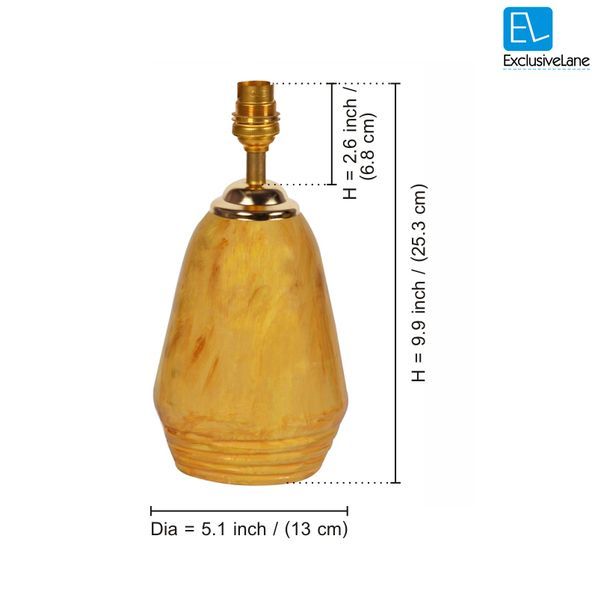 EL
ExclusiveLane
H = 2.6 inch /
(6.8 cm)
H = 9.9 inch / (25.3 cm)
Dia = 5.1 inch / (13 cm)